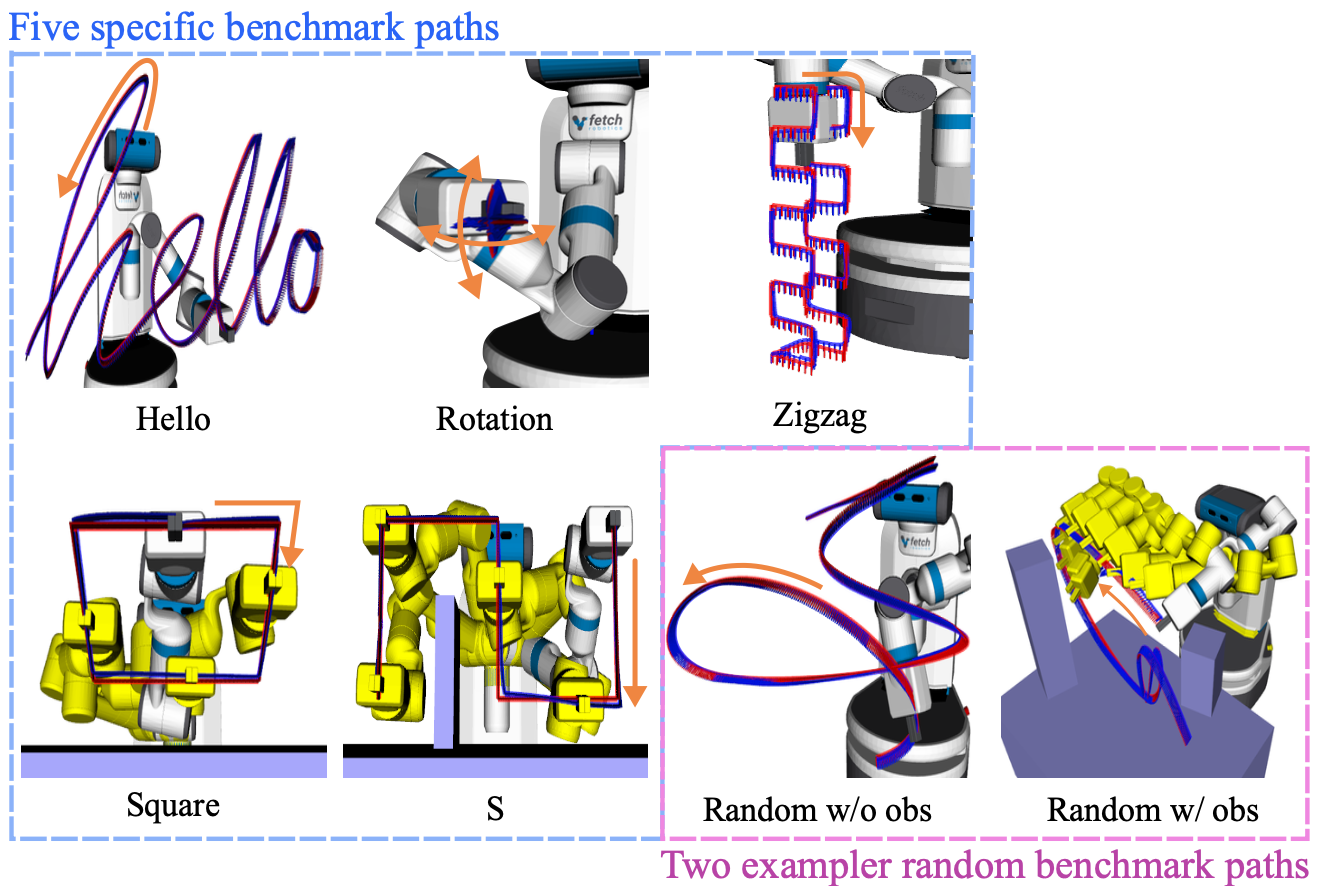 Five specific benchmark paths
fetch
fetch
robotics
Hello
Rotation
Zigzag
fetch
Square
S
Random w/o obs
Random w/ obs
Two exampler random benchmark paths